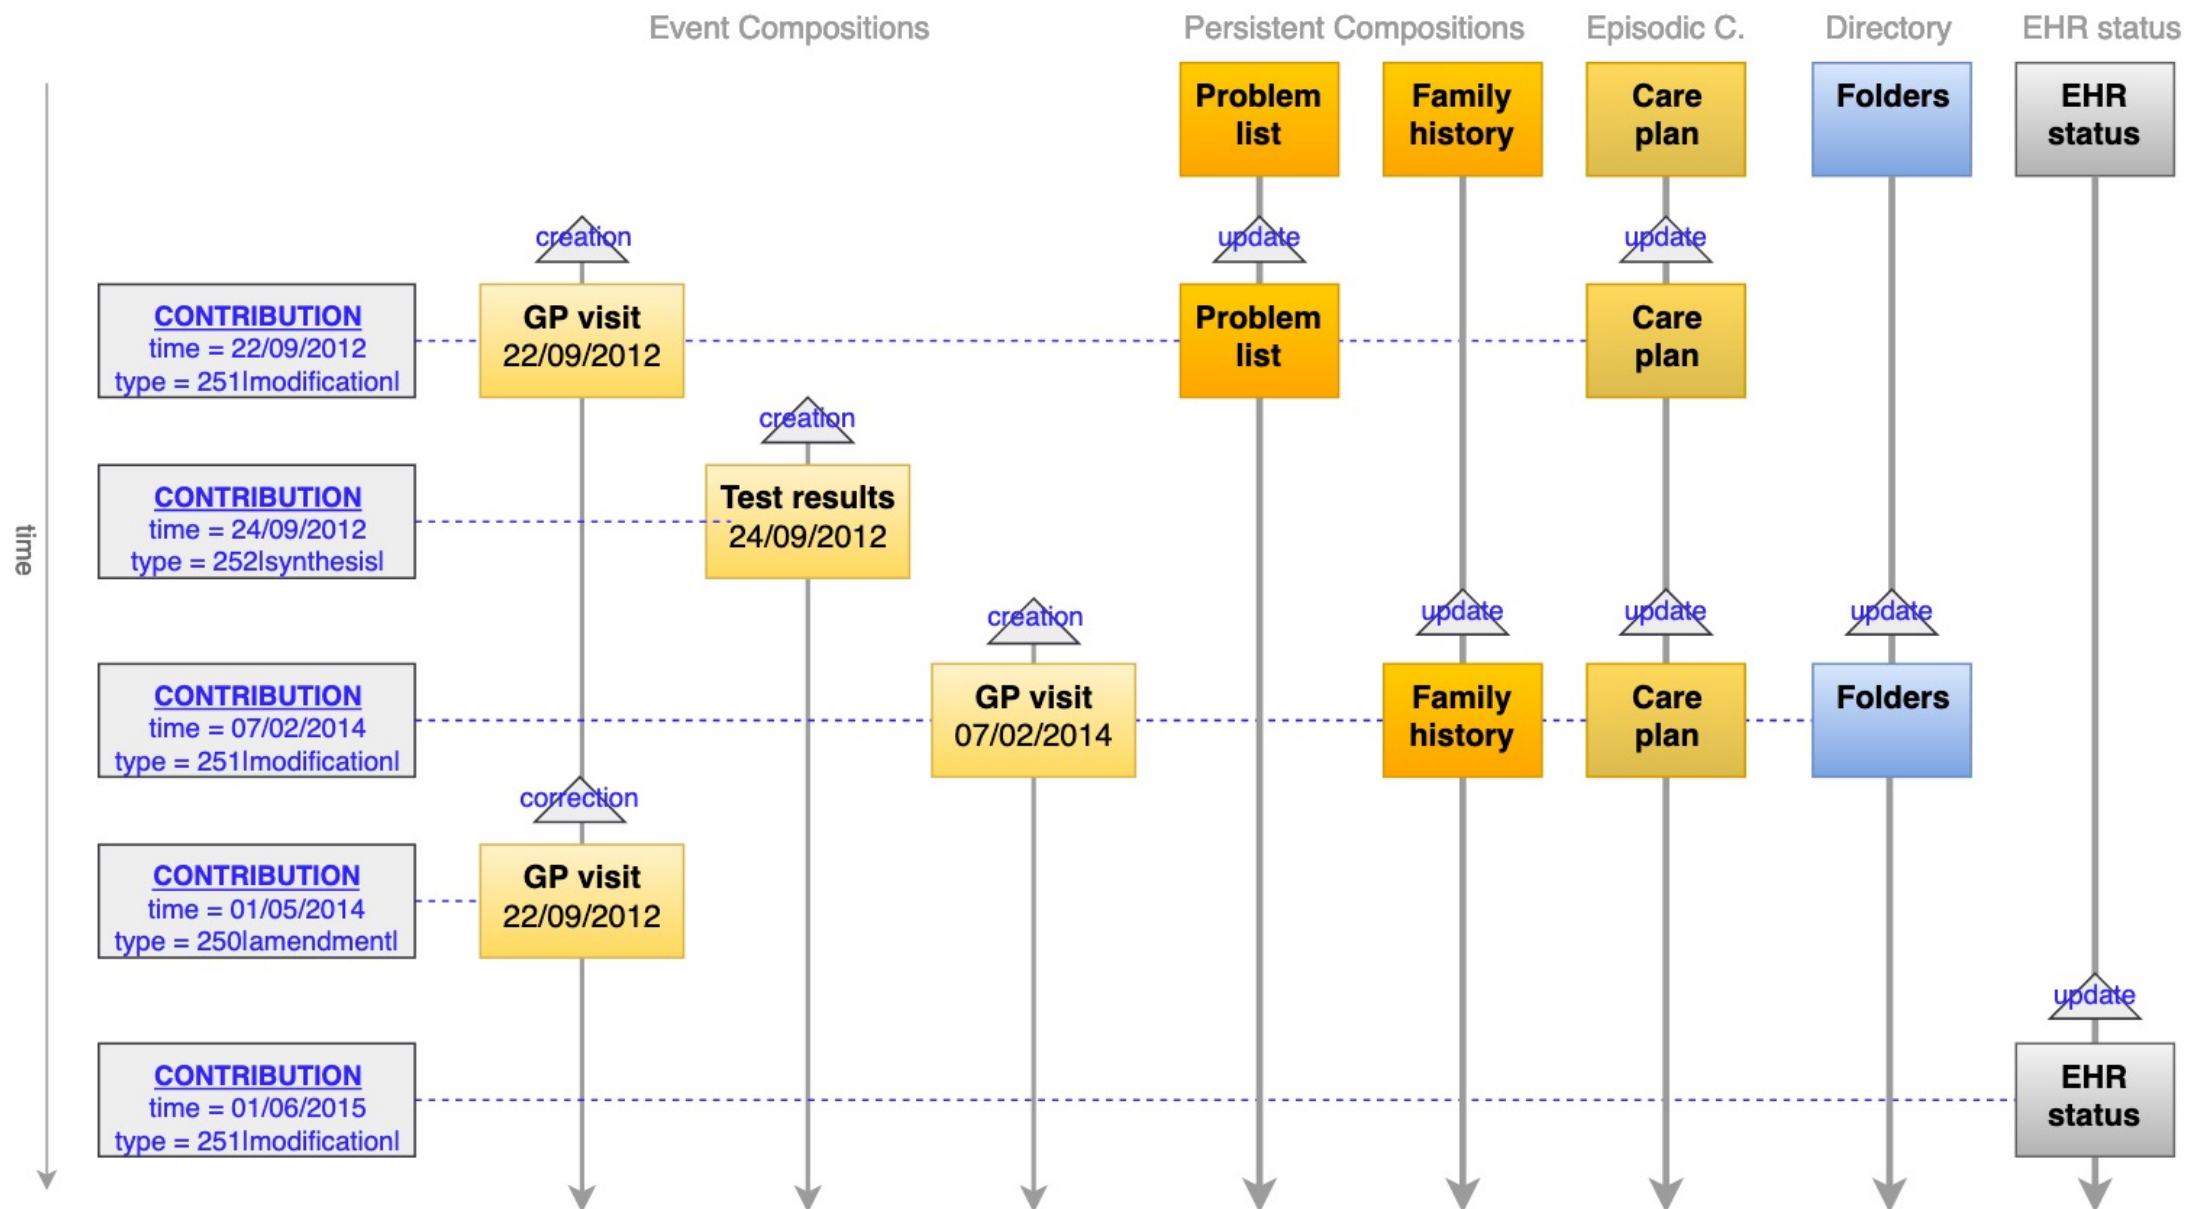 Event Compositions
Persistent Compositions
Episodic C.
Directory
EHR status
Problem
list
Family
history
Care
plan
Folders
EHR
status
time
creation
update
update
CONTRIBUTION
time = 22/09/2012
type = 251|modification|
GP visit
22/09/2012
Problem
list
Care
plan
creation
CONTRIBUTION
time = 24/09/2012
type = 252|synthesis|
Test results
24/09/2012
creation
update
update
update
CONTRIBUTION
time = 07/02/2014
type = 251|modification|
GP visit
07/02/2014
Family
history
Care
plan
Folders
correction
CONTRIBUTION
time = 01/05/2014
type = 250|amendment|
GP visit
22/09/2012
update
CONTRIBUTION
time = 01/06/2015
type = 251|modification|
EHR
status